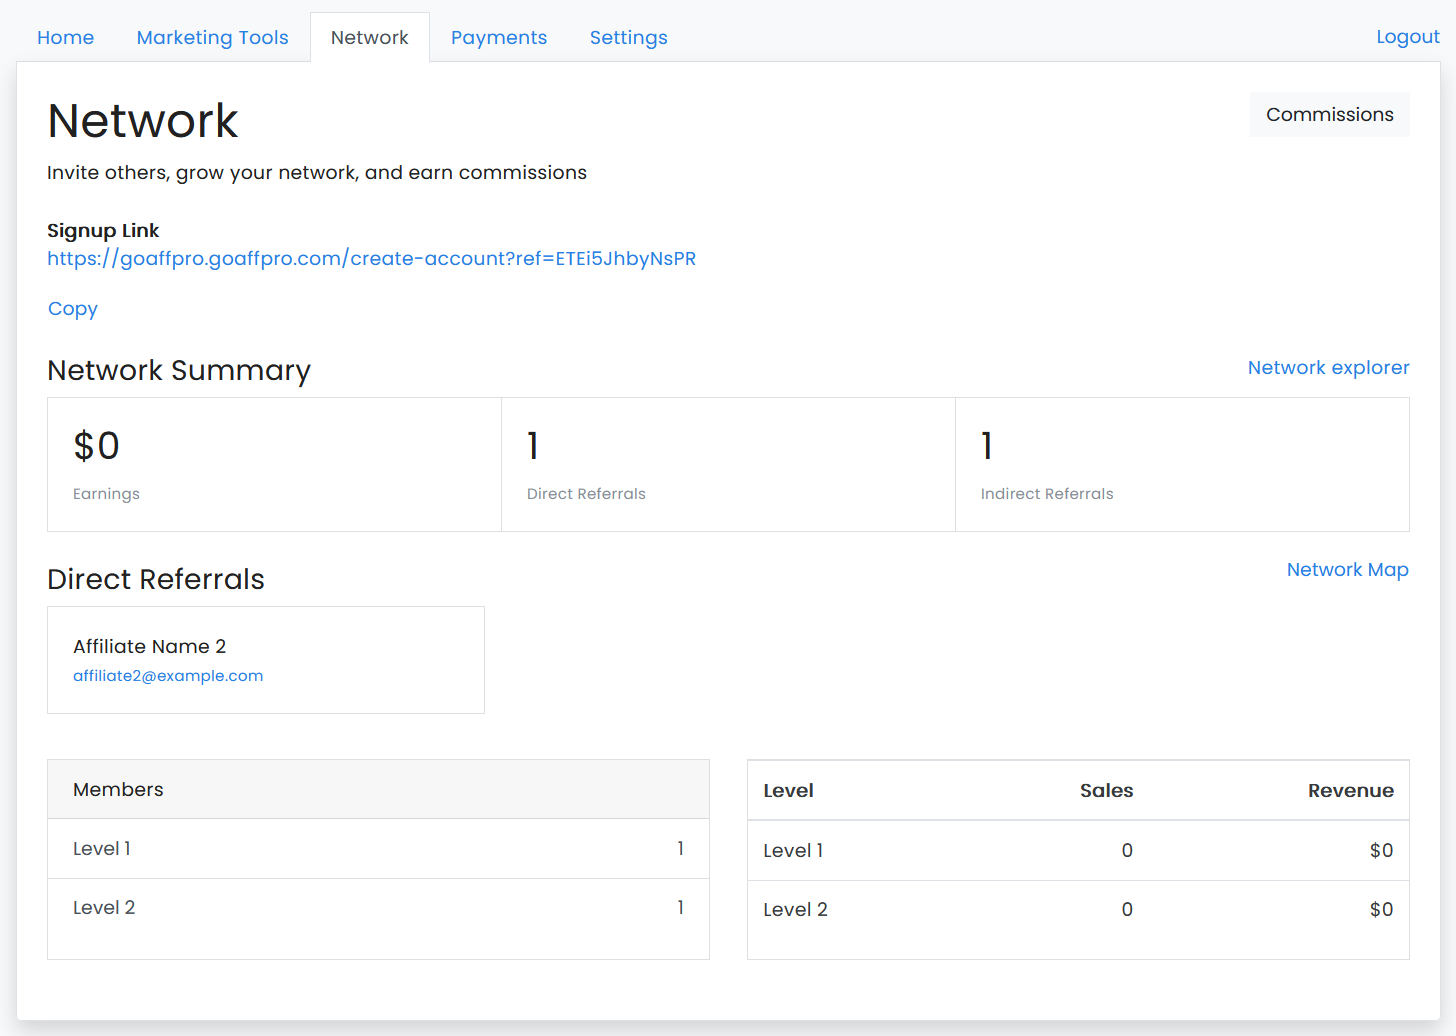 Home Marketing Tools Network Payments Settings Logout
Network
Commissions
Invite others, grow your network, and earn commissions
Signup Link
https://goaffpro.goaffpro.com/create-account?ref=ETEi5JhbyNsPR
Copy
Network Summary
Network explorer
$0
Earnings
1
Direct Referrals
1
Indirect Referrals
Direct Referrals
Network Map
Affiliate Name 2
affiliate2@example.com
Members
Level 1 1
Level 2 1
Level Sales Revenue
Level 1 0 $0
Level 2 0 $0